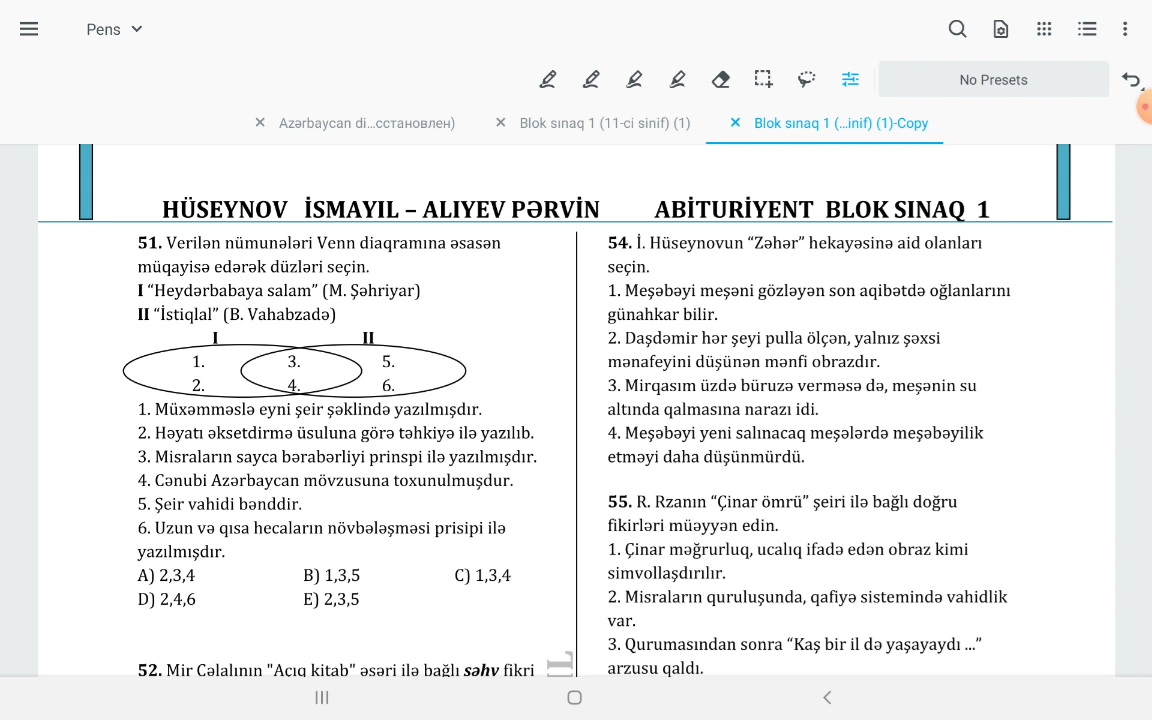 Pens
No Presets
Azərbaycan di...сстановлен)
Blok sınaq 1 (11-ci sinif) (1)
Blok sınaq 1 (...inif) (1)-Copy
HÜSEYNOV İSMAYIL – ALIYEV PƏRVİN ABİTURİYENT BLOK SINAQ 1
51. Verilən nümunələri Venn diaqramına əsasən
müqayisə edərək düzləri seçin.
I “Heydərbabaya salam” (M. Şəhriyar)
II “İstiqlal” (B. Vahabzadə)
I II
1. 3. 5.
2. 4. 6.
1. Müxəmməslə eyni şeir şəklində yazılmışdır.
2. Həyatı əksetdirmə üsuluna görə təhkiyə ilə yazılıb.
3. Misraların sayca bərabərliyi prinspi ilə yazılmışdır.
4. Cənubi Azərbaycan mövzusuna toxunulmuşdur.
5. Şeir vahidi bənddir.
6. Uzun və qısa hecaların növbələşməsi prisipi ilə
yazılmışdır.
A) 2,3,4 B) 1,3,5 C) 1,3,4
D) 2,4,6 E) 2,3,5
52. Mir Cəlalının "Açıq kitab" əsəri ilə bağlı səhv fikri
54. İ. Hüseynovun “Zəhər” hekayəsinə aid olanları
seçin.
1. Meşəbəyi meşəni gözləyən son aqibətdə oğlanlarını
günahkar bilir.
2. Daşdəmir hər şeyi pulla ölçən, yalnız şəxsi
mənafeyini düşünən mənfi obrazdır.
3. Mirqasım üzdə büruzə verməsə də, meşənin su
altında qalmasına narazı idi.
4. Meşəbəyi yeni salınacaq meşələrdə meşəbəyilik
etməyi daha düşünmürdü.
55. R. Rzanın “Çinar ömrü” şeiri ilə bağlı doğru
fikirləri müəyyən edin.
1. Çinar məğrurluq, ucalıq ifadə edən obraz kimi
simvollaşdırılır.
2. Misraların quruluşunda, qafiyə sistemində vahidlik
var.
3. Qurumasından sonra “Kaş bir il də yaşayaydı ...”
arzusu qaldı.